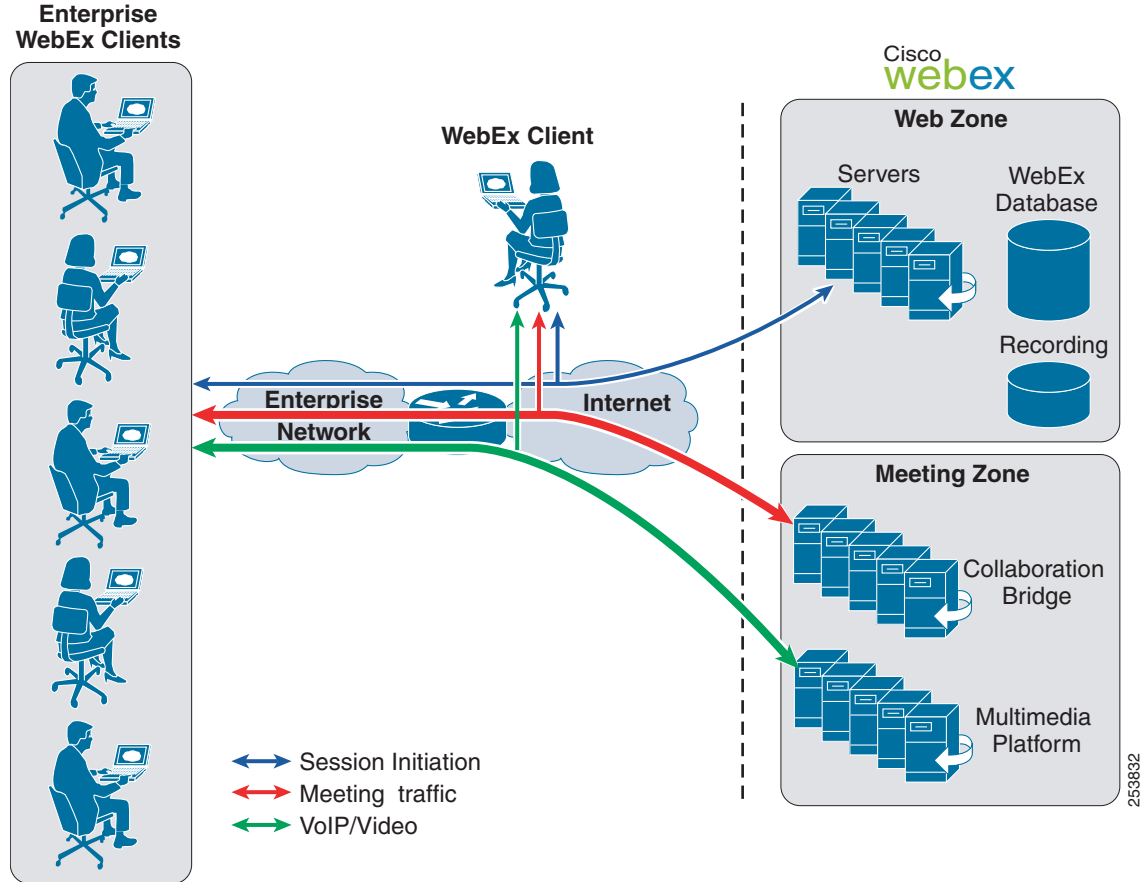 Enterprise
WebEx Clients
WebEx Client
Cisco
webex
Web Zone
Servers
WebEx
Database
Recording
Enterprise
Network
Internet
Meeting Zone
Collaboration
Bridge
Multimedia
Platform
Session Initiation
Meeting traffic
VoIP/Video
253832